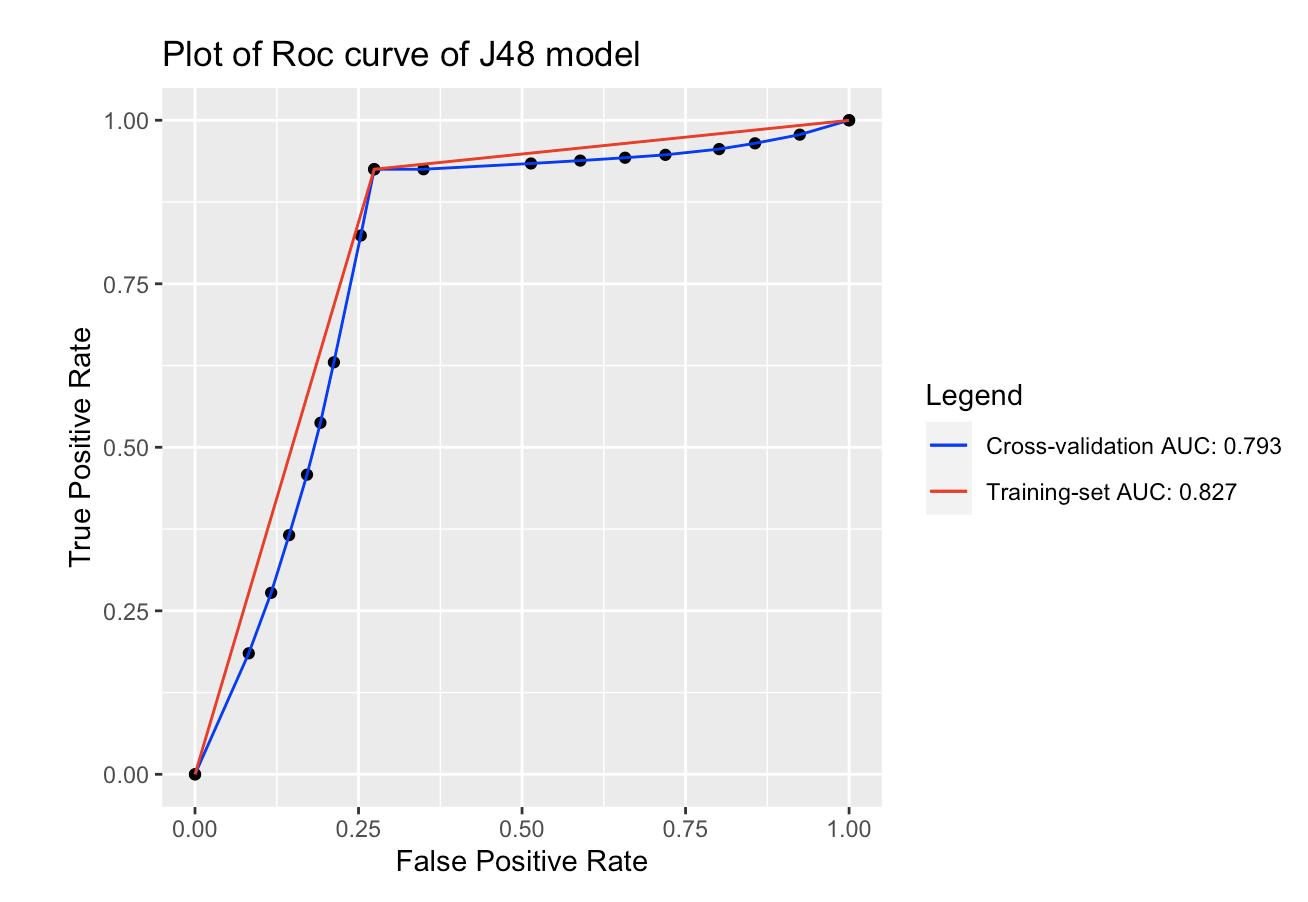 Plot of Roc curve of J48 model
True Positive Rate
1.00
0.75
0.50
0.25
0.00
0.00 0.25 0.50 0.75 1.00
False Positive Rate
Legend
Cross-validation AUC: 0.793
Training-set AUC: 0.827